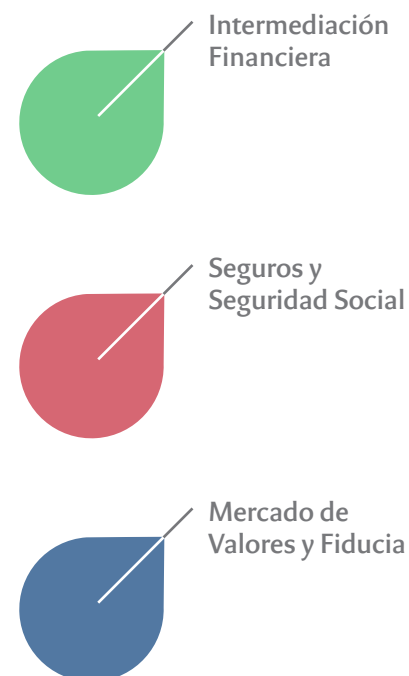 Intermediación
Financiera
Seguros y
Seguridad Social
Mercado de
Valores y Fiducia